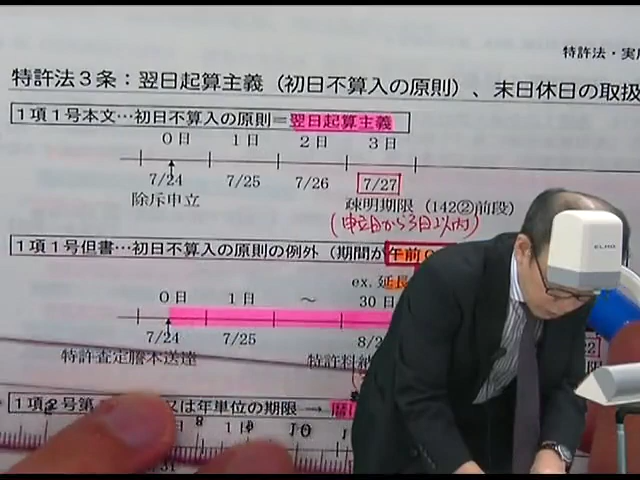 特許法・実
特許法３条：翌日起算主義（初日不算入の原則）、末日休日の取扱
１項１号本文…初日不算入の原則＝翌日起算主義
０日 １日 ２日 ３日
7/24 7/25 7/26 7/27
除斥申立 疎明期限（142②前段）
（申立日から3日以内）
１項１号但書…初日不算入の原則の例外（期間が午前
ex. 延長
０日 １日 ～ 30日
7/24 7/25 8/2
特許査定謄本送達 特許料納
１項２号第 又は年単位の期限 → 暦
8 9 10
ELMO